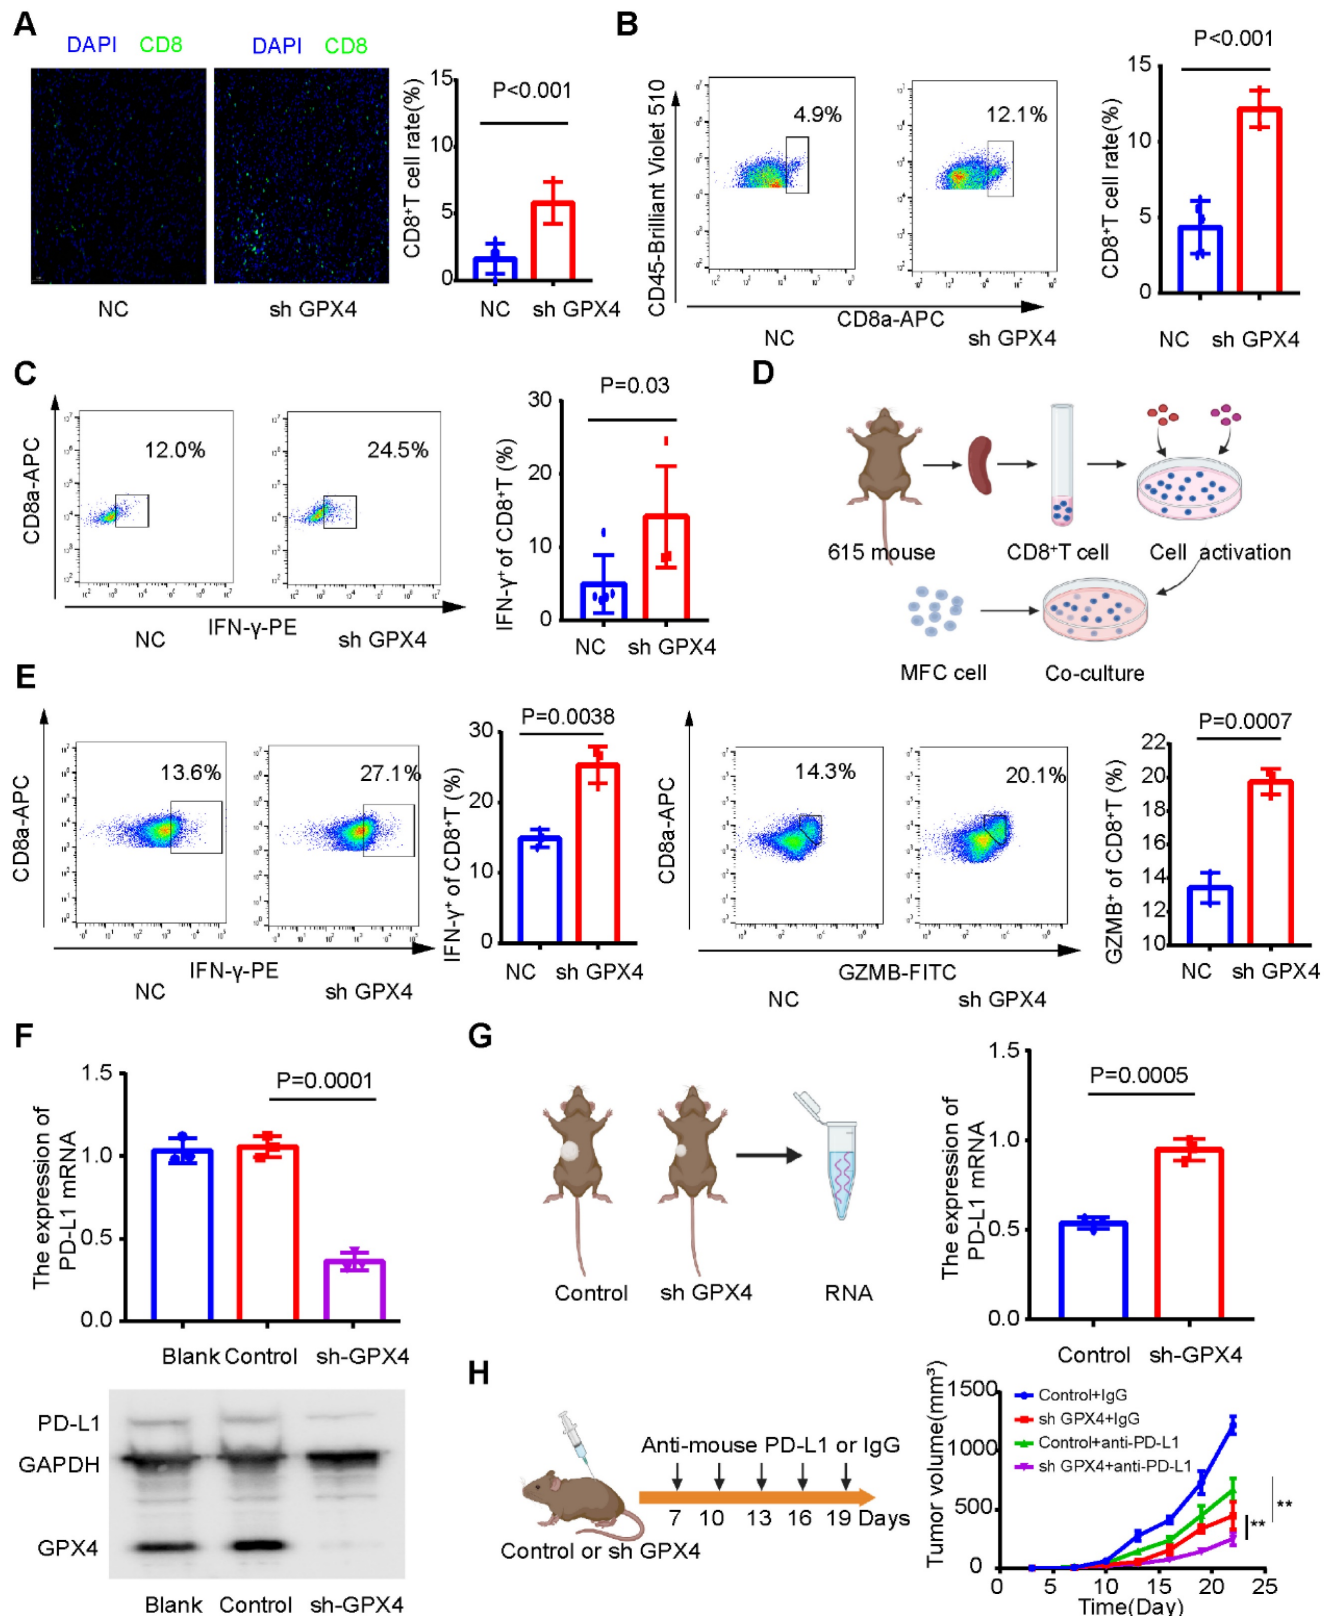 A
DAPI CD8
DAPI CD8
CD8⁺T cell rate(%)
15
10
5
0
P<0.001
NC
sh GPX4
NC sh GPX4
B
CD45-Brilliant Violet 510
4.9%
12.1%
CD8a-APC
NC
sh GPX4
CD8⁺T cell rate(%)
15
10
5
0
P<0.001
NC sh GPX4
C
CD8a-APC
12.0%
24.5%
IFN-γ-PE
NC
sh GPX4
IFN-γ⁺ of CD8⁺T (%)
30
20
10
0
P=0.03
NC sh GPX4
D
615 mouse
CD8⁺T cell
Cell activation
MFC cell
Co-culture
E
CD8a-APC
13.6%
27.1%
IFN-γ-PE
NC
sh GPX4
IFN-γ⁺ of CD8⁺T (%)
30
20
10
0
P=0.0038
NC sh GPX4
CD8a-APC
14.3%
20.1%
GZMB-FITC
NC
sh GPX4
GZMB⁺ of CD8⁺T (%)
22
20
18
16
14
12
10
P=0.0007
NC sh GPX4
F
The expression of
PD-L1 mRNA
1.5
1.0
0.5
0.0
P=0.0001
Blank Control sh-GPX4
PD-L1
GAPDH
GPX4
Blank Control sh-GPX4
G
Control
sh GPX4
RNA
The expression of
PD-L1 mRNA
1.5
1.0
0.5
0.0
P=0.0005
Control sh-GPX4
H
Anti-mouse PD-L1 or IgG
7 10 13 16 19 Days
Control or sh GPX4
Tumor volume(mm³)
1500
1000
500
0
Control+IgG
sh GPX4+IgG
Control+anti-PD-L1
sh GPX4+anti-PD-L1
**
**
0 5 10 15 20 25
Time(Day)